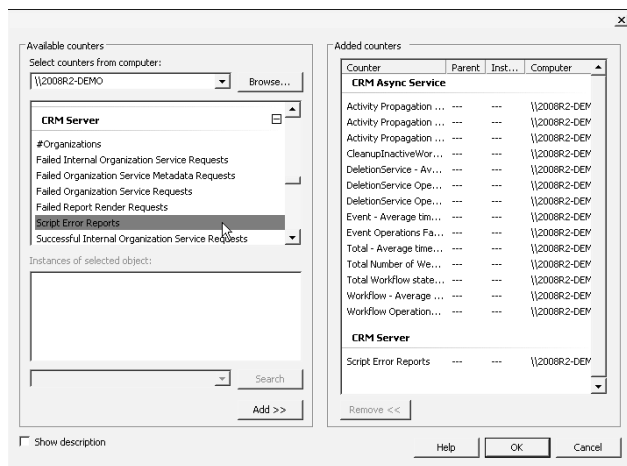 x
Available counters
Select counters from computer:
\\2008R2-DEMO
Browse...
CRM Server
#Organizations
Failed Internal Organization Service Requests
Failed Organization Service Metadata Requests
Failed Organization Service Requests
Failed Report Render Requests
Script Error Reports
Successful Internal Organization Service Requests
Instances of selected object:
Search
Add >>
Show description
Added counters
Counter Parent Inst... Computer
CRM Async Service
Activity Propagation ... --- --- \\2008R2-DEM
Activity Propagation ... --- --- \\2008R2-DEM
Activity Propagation ... --- --- \\2008R2-DEM
CleanupInactiveWor... --- --- \\2008R2-DEM
DeletionService - Av... --- --- \\2008R2-DEM
DeletionService Ope... --- --- \\2008R2-DEM
Event - Average tim... --- --- \\2008R2-DEM
Event Operations Fa... --- --- \\2008R2-DEM
Total - Average time... --- --- \\2008R2-DEM
Total Number of We... --- --- \\2008R2-DEM
Total Workflow state... --- --- \\2008R2-DEM
Workflow - Average ... --- --- \\2008R2-DEM
Workflow Operation... --- --- \\2008R2-DEM
CRM Server
Script Error Reports --- --- \\2008R2-DEM
Remove <<
Help OK Cancel